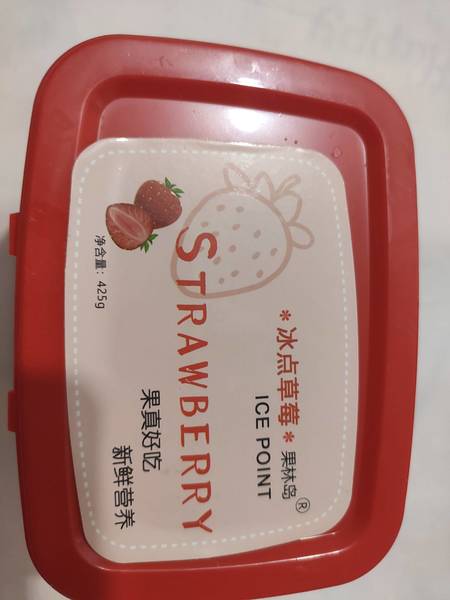 果林岛®
*冰点草莓*
ICE POINT
STRAWBERRY
净含量：425g
果真好吃
新鲜营养